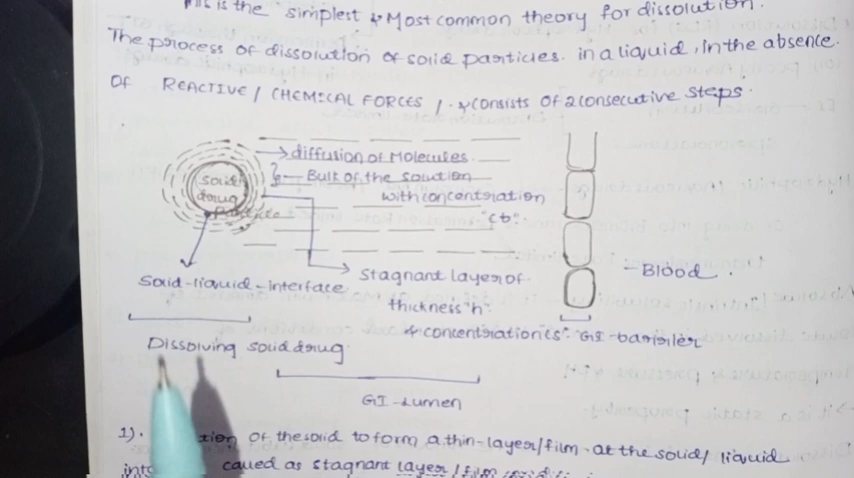 This is the simplest & Most common theory for dissolution.
The process of dissolution of solid particles in a liquid, In the absence
Of REACTIVE / CHEMICAL FORCES / & consists of 2 consecutive steps.
→ diffusion of Molecules
Bulk of the solution
with concentration
"Cb".
solid
drug
Particle
Solid-liquid-interface
Stagnant layer of
thickness "h"
& concentration cs".
- Blood.
GI-barrier
Dissolving solid drug
GI-Lumen
1). of the solid to form a thin-layer/film-at the solid/ liquid
called as stagnant layer / film